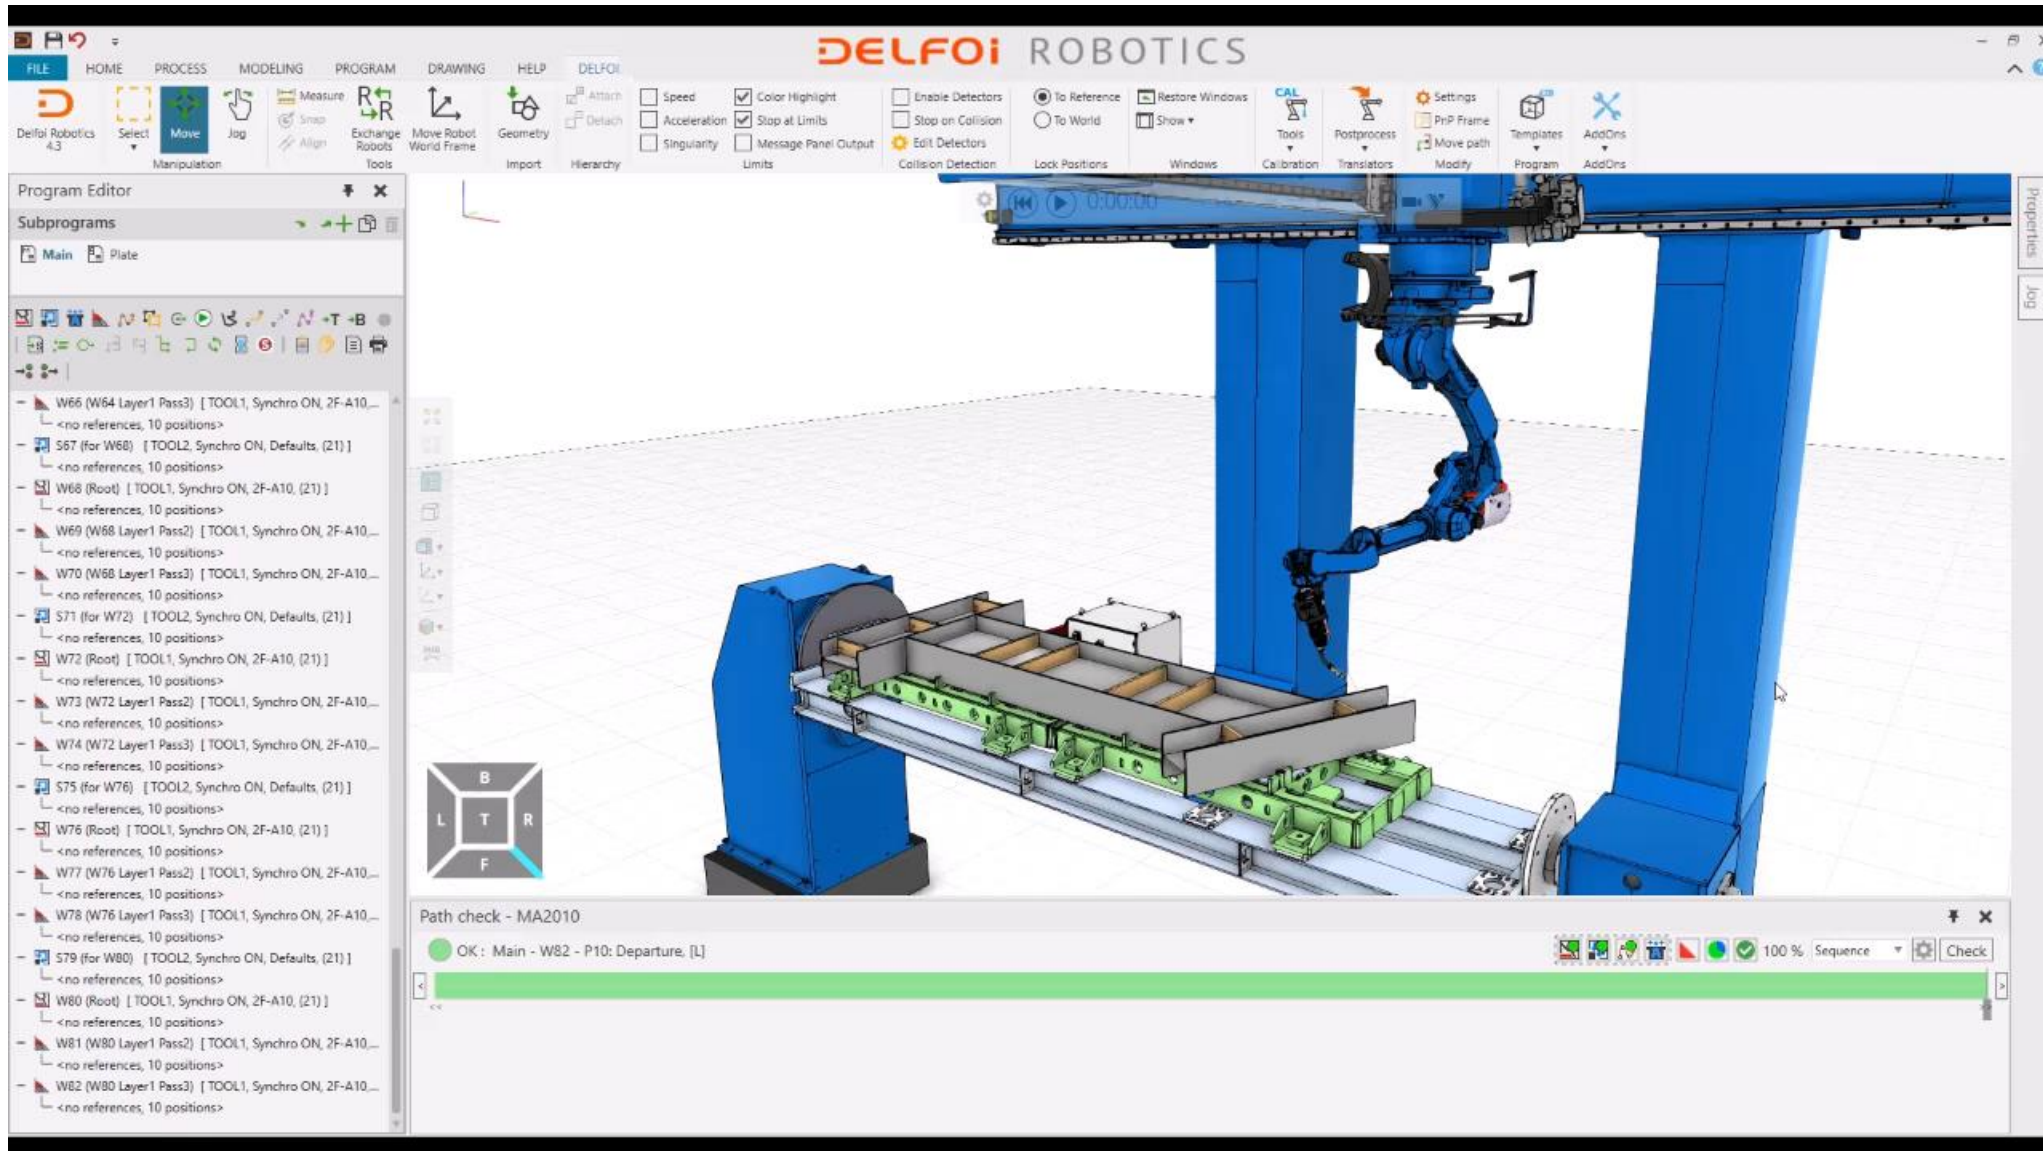 DELFOi ROBOTICS
FILE HOME PROCESS MODELING PROGRAM DRAWING HELP DELFOI
Delfoi Robotics 4.3
Select
Move
Jog
Manipulation
Measure
Snap
Align
Exchange Robots
Move Robot World Frame
Tools
Geometry
Import
Attach
Detach
Hierarchy
Speed
Acceleration
Singularity
Color Highlight
Stop at Limits
Message Panel Output
Limits
Enable Detectors
Stop on Collision
Edit Detectors
Collision Detection
To Reference
To World
Lock Positions
Restore Windows
Show
Windows
CAL
Tools
Calibration
Postprocess
Translators
Settings
PnP Frame
Move path
Modify
Templates
Program
AddOns
AddOns
Program Editor
Subprograms
Main Plate
W66 (W64 Layer1 Pass3) [ TOOL1, Synchro ON, 2F-A10,...
<no references, 10 positions>
S67 (for W68) [ TOOL2, Synchro ON, Defaults, (21) ]
<no references, 10 positions>
W68 (Root) [ TOOL1, Synchro ON, 2F-A10, (21) ]
<no references, 10 positions>
W69 (W68 Layer1 Pass2) [ TOOL1, Synchro ON, 2F-A10,...
<no references, 10 positions>
W70 (W68 Layer1 Pass3) [ TOOL1, Synchro ON, 2F-A10,...
<no references, 10 positions>
S71 (for W72) [ TOOL2, Synchro ON, Defaults, (21) ]
<no references, 10 positions>
W72 (Root) [ TOOL1, Synchro ON, 2F-A10, (21) ]
<no references, 10 positions>
W73 (W72 Layer1 Pass2) [ TOOL1, Synchro ON, 2F-A10,...
<no references, 10 positions>
W74 (W72 Layer1 Pass3) [ TOOL1, Synchro ON, 2F-A10,...
<no references, 10 positions>
S75 (for W76) [ TOOL2, Synchro ON, Defaults, (21) ]
<no references, 10 positions>
W76 (Root) [ TOOL1, Synchro ON, 2F-A10, (21) ]
<no references, 10 positions>
W77 (W76 Layer1 Pass2) [ TOOL1, Synchro ON, 2F-A10,...
<no references, 10 positions>
W78 (W76 Layer1 Pass3) [ TOOL1, Synchro ON, 2F-A10,...
<no references, 10 positions>
S79 (for W80) [ TOOL2, Synchro ON, Defaults, (21) ]
<no references, 10 positions>
W80 (Root) [ TOOL1, Synchro ON, 2F-A10, (21) ]
<no references, 10 positions>
W81 (W80 Layer1 Pass2) [ TOOL1, Synchro ON, 2F-A10,...
<no references, 10 positions>
W82 (W80 Layer1 Pass3) [ TOOL1, Synchro ON, 2F-A10,...
<no references, 10 positions>
0:00:00
B
L T R
F
Properties
Jog
Path check - MA2010
OK : Main - W82 - P10: Departure, [L]
100 % Sequence Check